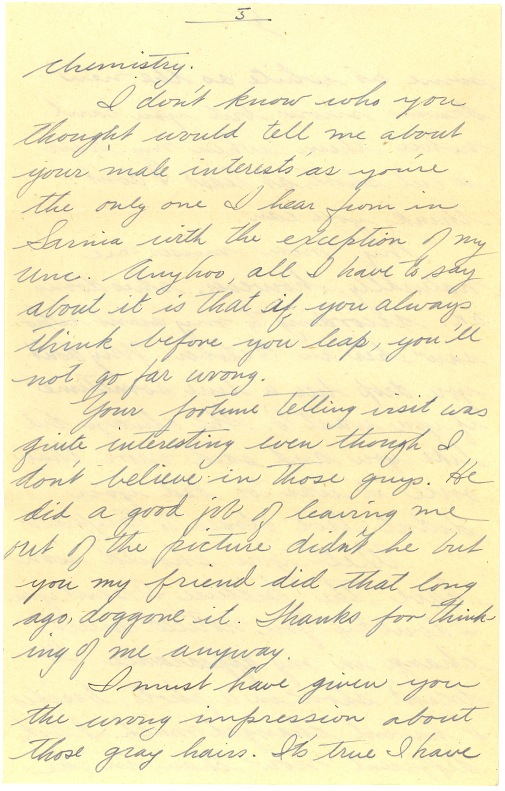 5
chemistry.
I don't know who you
thought would tell me about
your male interests as you're
the only one I hear from in
Sarnia with the exception of my
unc. Anyhoo, all I have to say
about it is that if you always
think before you leap, you'll
not go far wrong.
Your fortune telling visit was
quite interesting even though I
don't believe in those guys. He
did a good job of leaving me
out of the picture didn't he but
you my friend did that long
ago, doggone it. Thanks for think-
ing of me anyway.
I must have given you
the wrong impression about
those gray hairs. It's true I have